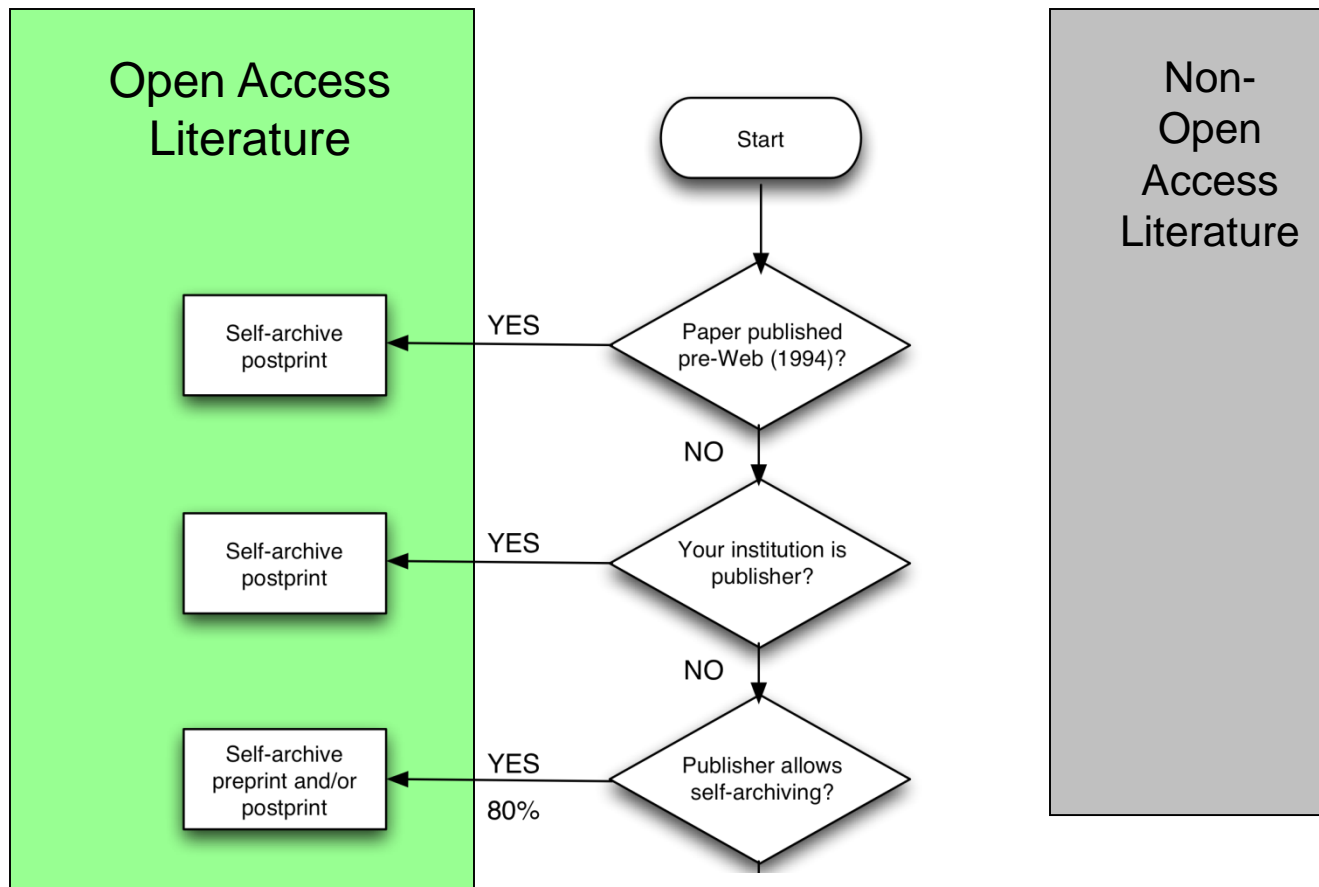 Open Access
Literature
Start
Non-
Open
Access
Literature
Self-archive
postprint
YES
Paper published
pre-Web (1994)?
NO
Self-archive
postprint
YES
Your institution is
publisher?
NO
Self-archive
preprint and/or
postprint
YES
80%
Publisher allows
self-archiving?